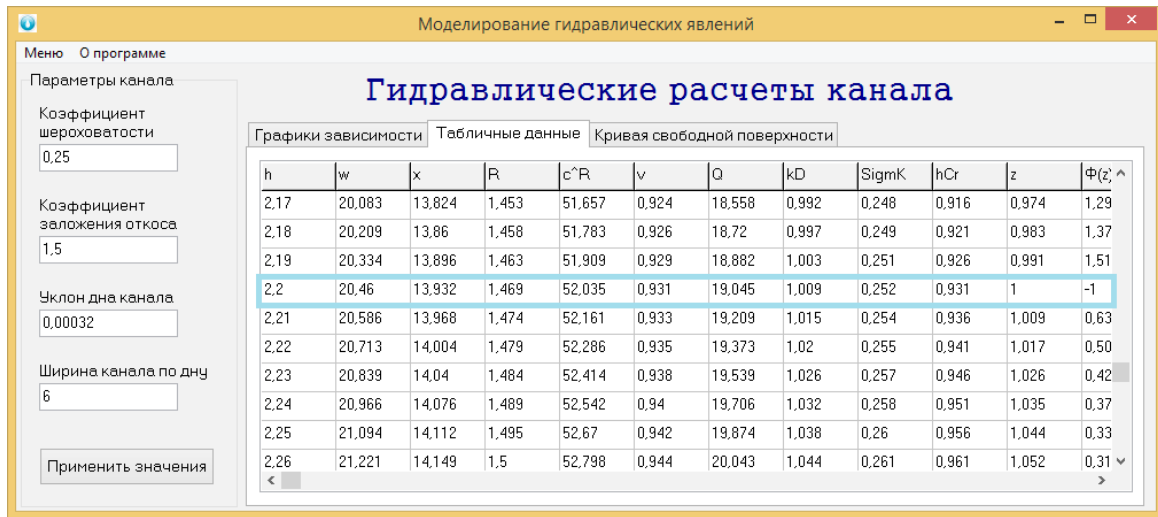 Моделирование гидравлических явлений
Меню О программе
Параметры канала
Коэффициент
шероховатости
0,25
Коэффициент
заложения откоса
1,5
Уклон дна канала
0,00032
Ширина канала по дну
6
Применить значения
Гидравлические расчеты канала
Графики зависимости Табличные данные Кривая свободной поверхности
h w x R c^R v Q kD SigmK hCr z Ф(z)
2,17 20,083 13,824 1,453 51,657 0,924 18,558 0,992 0,248 0,916 0,974 1,29
2,18 20,209 13,86 1,458 51,783 0,926 18,72 0,997 0,249 0,921 0,983 1,37
2,19 20,334 13,896 1,463 51,909 0,929 18,882 1,003 0,251 0,926 0,991 1,51
2,2 20,46 13,932 1,469 52,035 0,931 19,045 1,009 0,252 0,931 1 -1
2,21 20,586 13,968 1,474 52,161 0,933 19,209 1,015 0,254 0,936 1,009 0,63
2,22 20,713 14,004 1,479 52,286 0,935 19,373 1,02 0,255 0,941 1,017 0,50
2,23 20,839 14,04 1,484 52,414 0,938 19,539 1,026 0,257 0,946 1,026 0,42
2,24 20,966 14,076 1,489 52,542 0,94 19,706 1,032 0,258 0,951 1,035 0,37
2,25 21,094 14,112 1,495 52,67 0,942 19,874 1,038 0,26 0,956 1,044 0,33
2,26 21,221 14,149 1,5 52,798 0,944 20,043 1,044 0,261 0,961 1,052 0,31